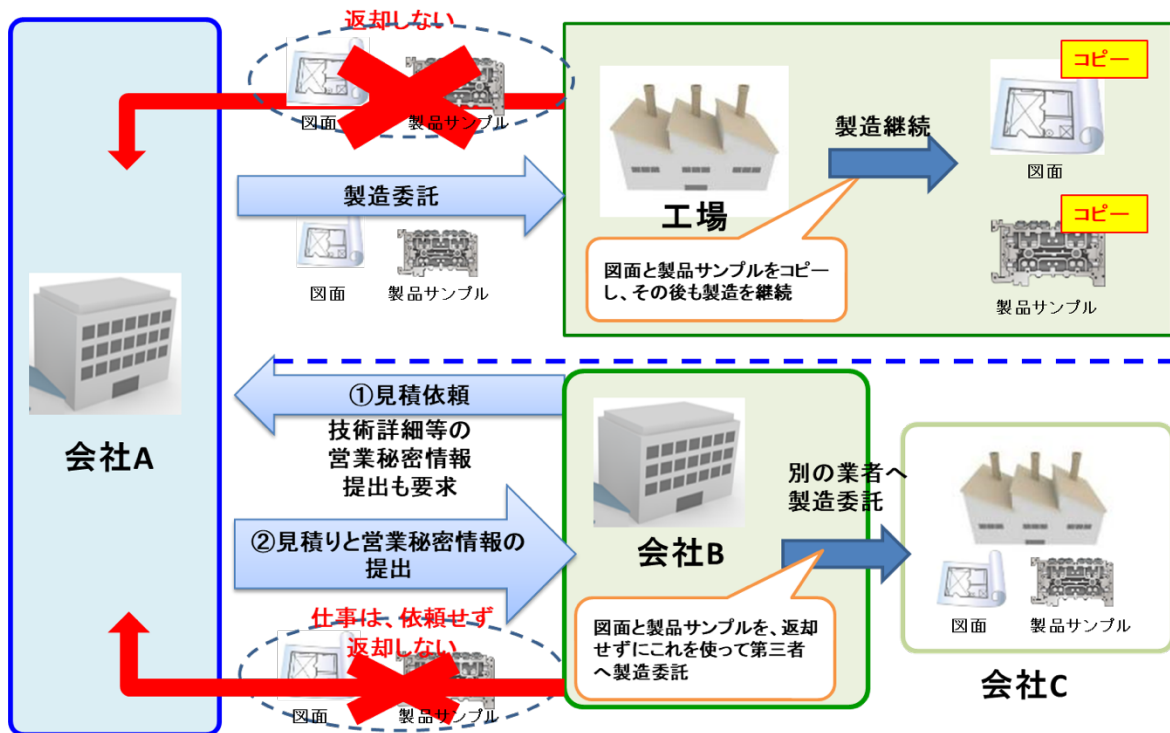 返却しない
図面
製品サンプル
製造委託
図面
製品サンプル
工場
製造継続
コピー
図面
コピー
製品サンプル
図面と製品サンプルをコピー
し、その後も製造を継続
会社A
①見積依頼
技術詳細等の
営業秘密情報
提出も要求
②見積りと営業秘密情報の
提出
仕事は、依頼せず
返却しない
図面
製品サンプル
会社B
別の業者へ
製造委託
図面と製品サンプルを、返却
せずにこれを使って第三者
へ製造委託
図面
製品サンプル
会社C